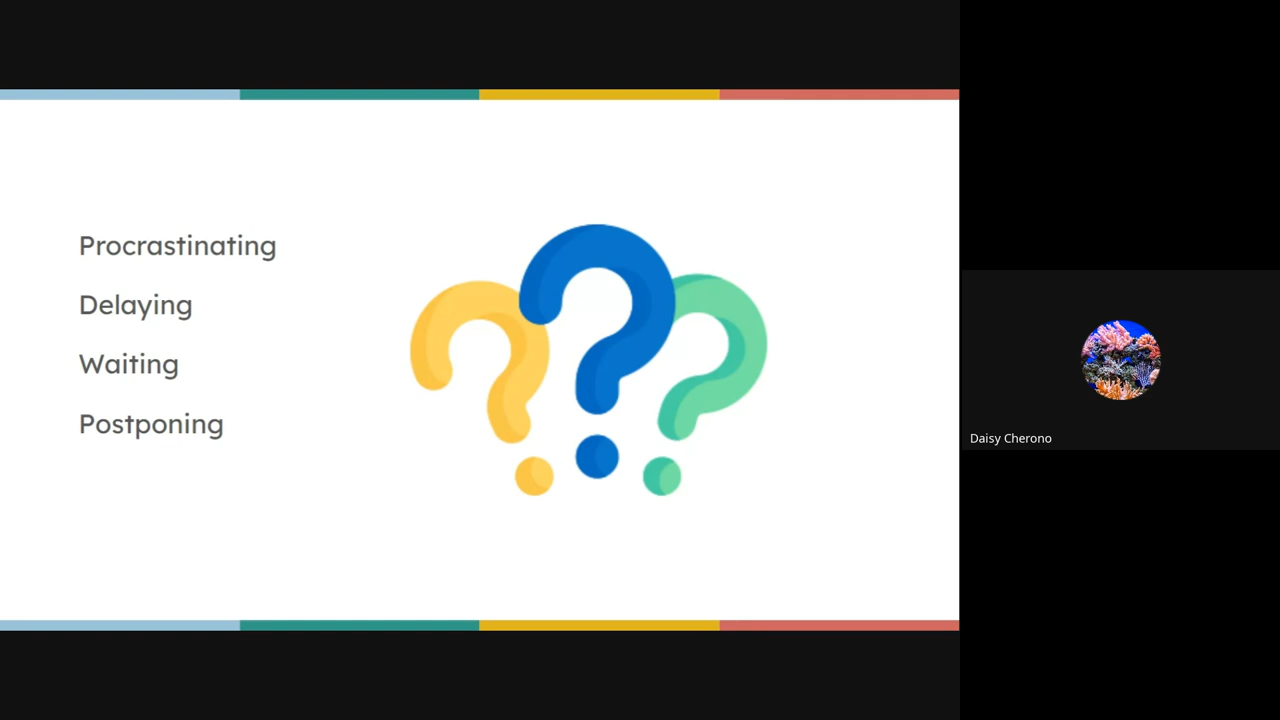 Procrastinating
Delaying
Waiting
Postponing
Daisy Cherono